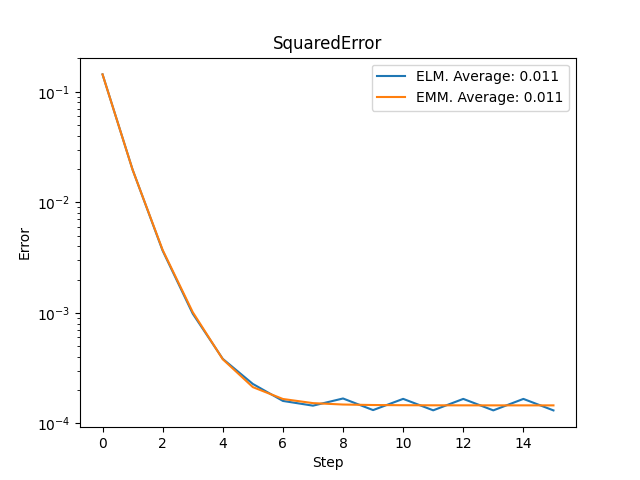 SquaredError
ELM. Average: 0.011
EMM. Average: 0.011
10⁻¹
10⁻²
10⁻³
10⁻⁴
Error
0 2 4 6 8 10 12 14
Step